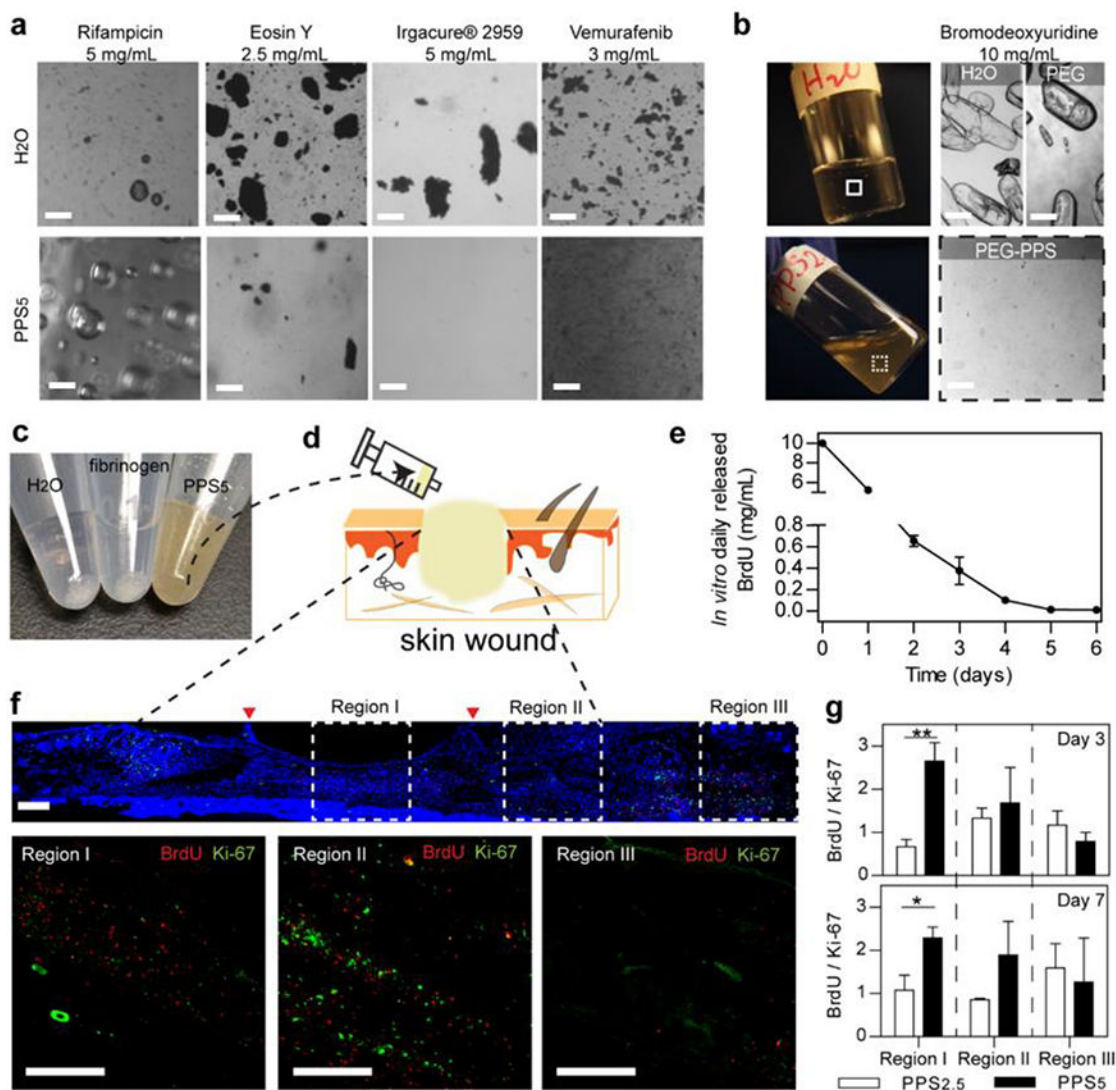 a
Rifampicin
5 mg/mL
Eosin Y
2.5 mg/mL
Irgacure® 2959
5 mg/mL
Vemurafenib
3 mg/mL
H2O
PPS5
b
Bromodeoxyuridine
10 mg/mL
H2O
H2O
PEG
PPS2
PEG-PPS
c
H2O
fibrinogen
PPS5
d
skin wound
e
In vitro daily released
BrdU (mg/mL)
10
8
6
0.8
0.6
0.4
0.2
0.0
0 1 2 3 4 5 6
Time (days)
f
Region I
Region II
Region III
Region I BrdU Ki-67
Region II BrdU Ki-67
Region III BrdU Ki-67
g
BrdU / Ki-67
3
2
1
0
**
Day 3
BrdU / Ki-67
2
1
0
*
Day 7
Region I Region II Region III
PPS2.5 PPS5